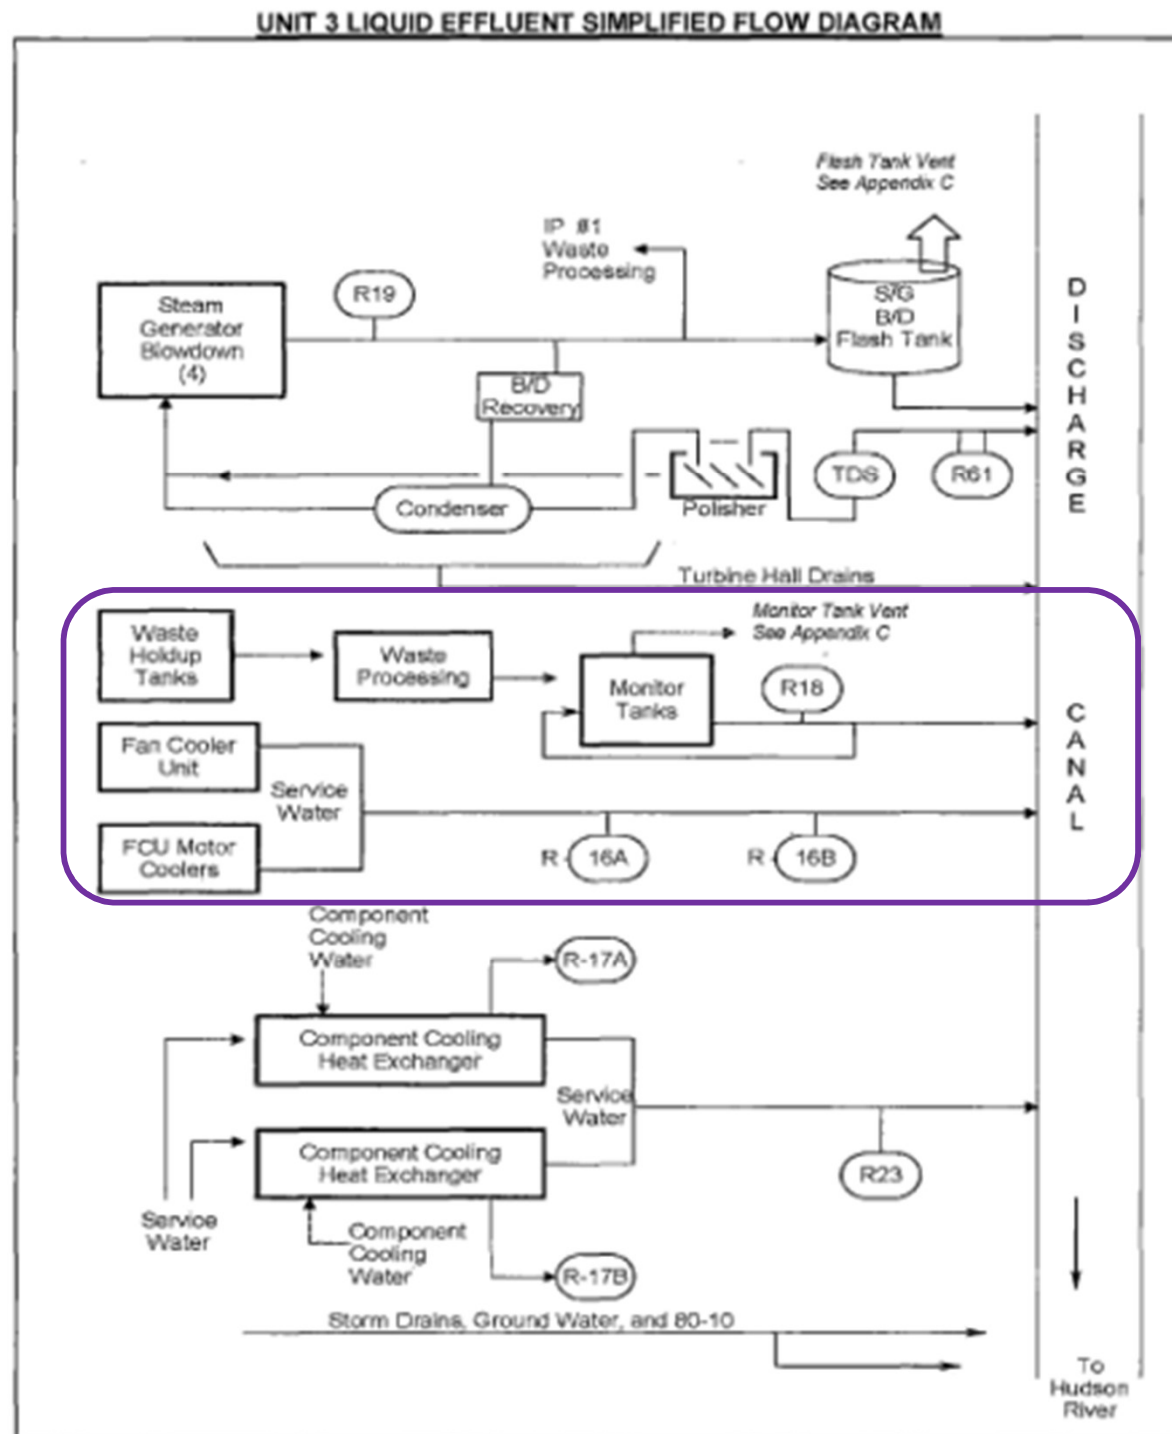 UNIT 3 LIQUID EFFLUENT SIMPLIFIED FLOW DIAGRAM
Flash Tank Vent
See Appendix C
IP #1
Waste
Processing
R19
Steam
Generator
Blowdown
(4)
S/G
B/D
Flash Tank
B/D
Recovery
Condenser
Polisher
TDS
R61
DISCHARGE
Turbine Hall Drains
Waste
Holdup
Tanks
Waste
Processing
Monitor Tank Vent
See Appendix C
Monitor
Tanks
R18
Fan Cooler
Unit
Service
Water
FCU Motor
Coolers
R - 16A
R - 16B
CANAL
Component
Cooling
Water
R-17A
Component Cooling
Heat Exchanger
Service
Water
Component Cooling
Heat Exchanger
R23
Service
Water
Component
Cooling
Water
R-17B
Storm Drains, Ground Water, and 80-10
To
Hudson
River